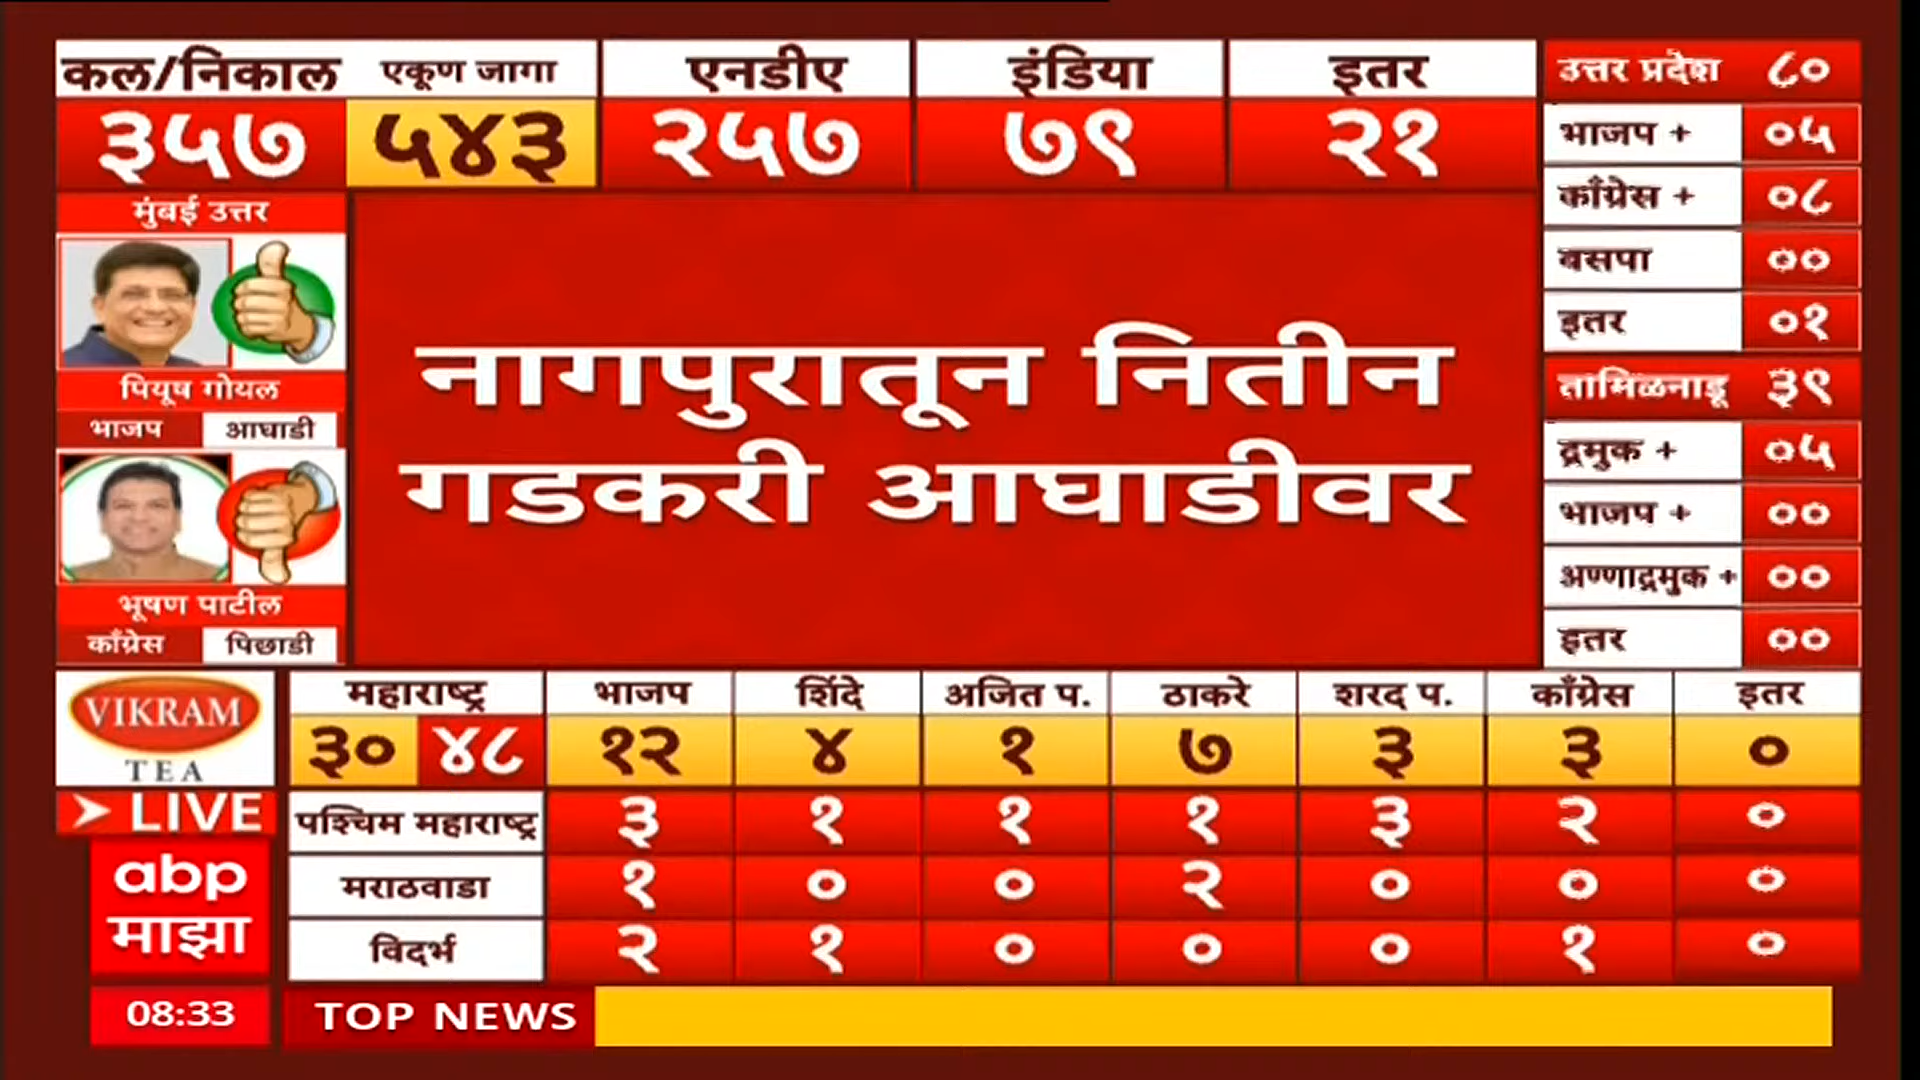 कल/निकाल एकूण जागा एनडीए इंडिया इतर
३५७ ५४३ २५७ ७९ २१
उत्तर प्रदेश ८०
भाजप + ०५
काँग्रेस + ०८
बसपा ००
इतर ०१
तामिळनाडू ३९
द्रमुक + ०५
भाजप + ००
अण्णाद्रमुक + ००
इतर ००
मुंबई उत्तर
पियूष गोयल
भाजप आघाडी
भूषण पाटील
काँग्रेस पिछाडी
नागपुरातून नितीन
गडकरी आघाडीवर
VIKRAM
TEA
महाराष्ट्र भाजप शिंदे अजित प. ठाकरे शरद प. काँग्रेस इतर
३० ४८ १२ ४ १ ७ ३ ३ ०
पश्चिम महाराष्ट्र ३ १ १ १ ३ २ ०
मराठवाडा १ ० ० २ ० ० ०
विदर्भ २ १ ० ० ० १ ०
LIVE
abp
माझा
08:33
TOP NEWS